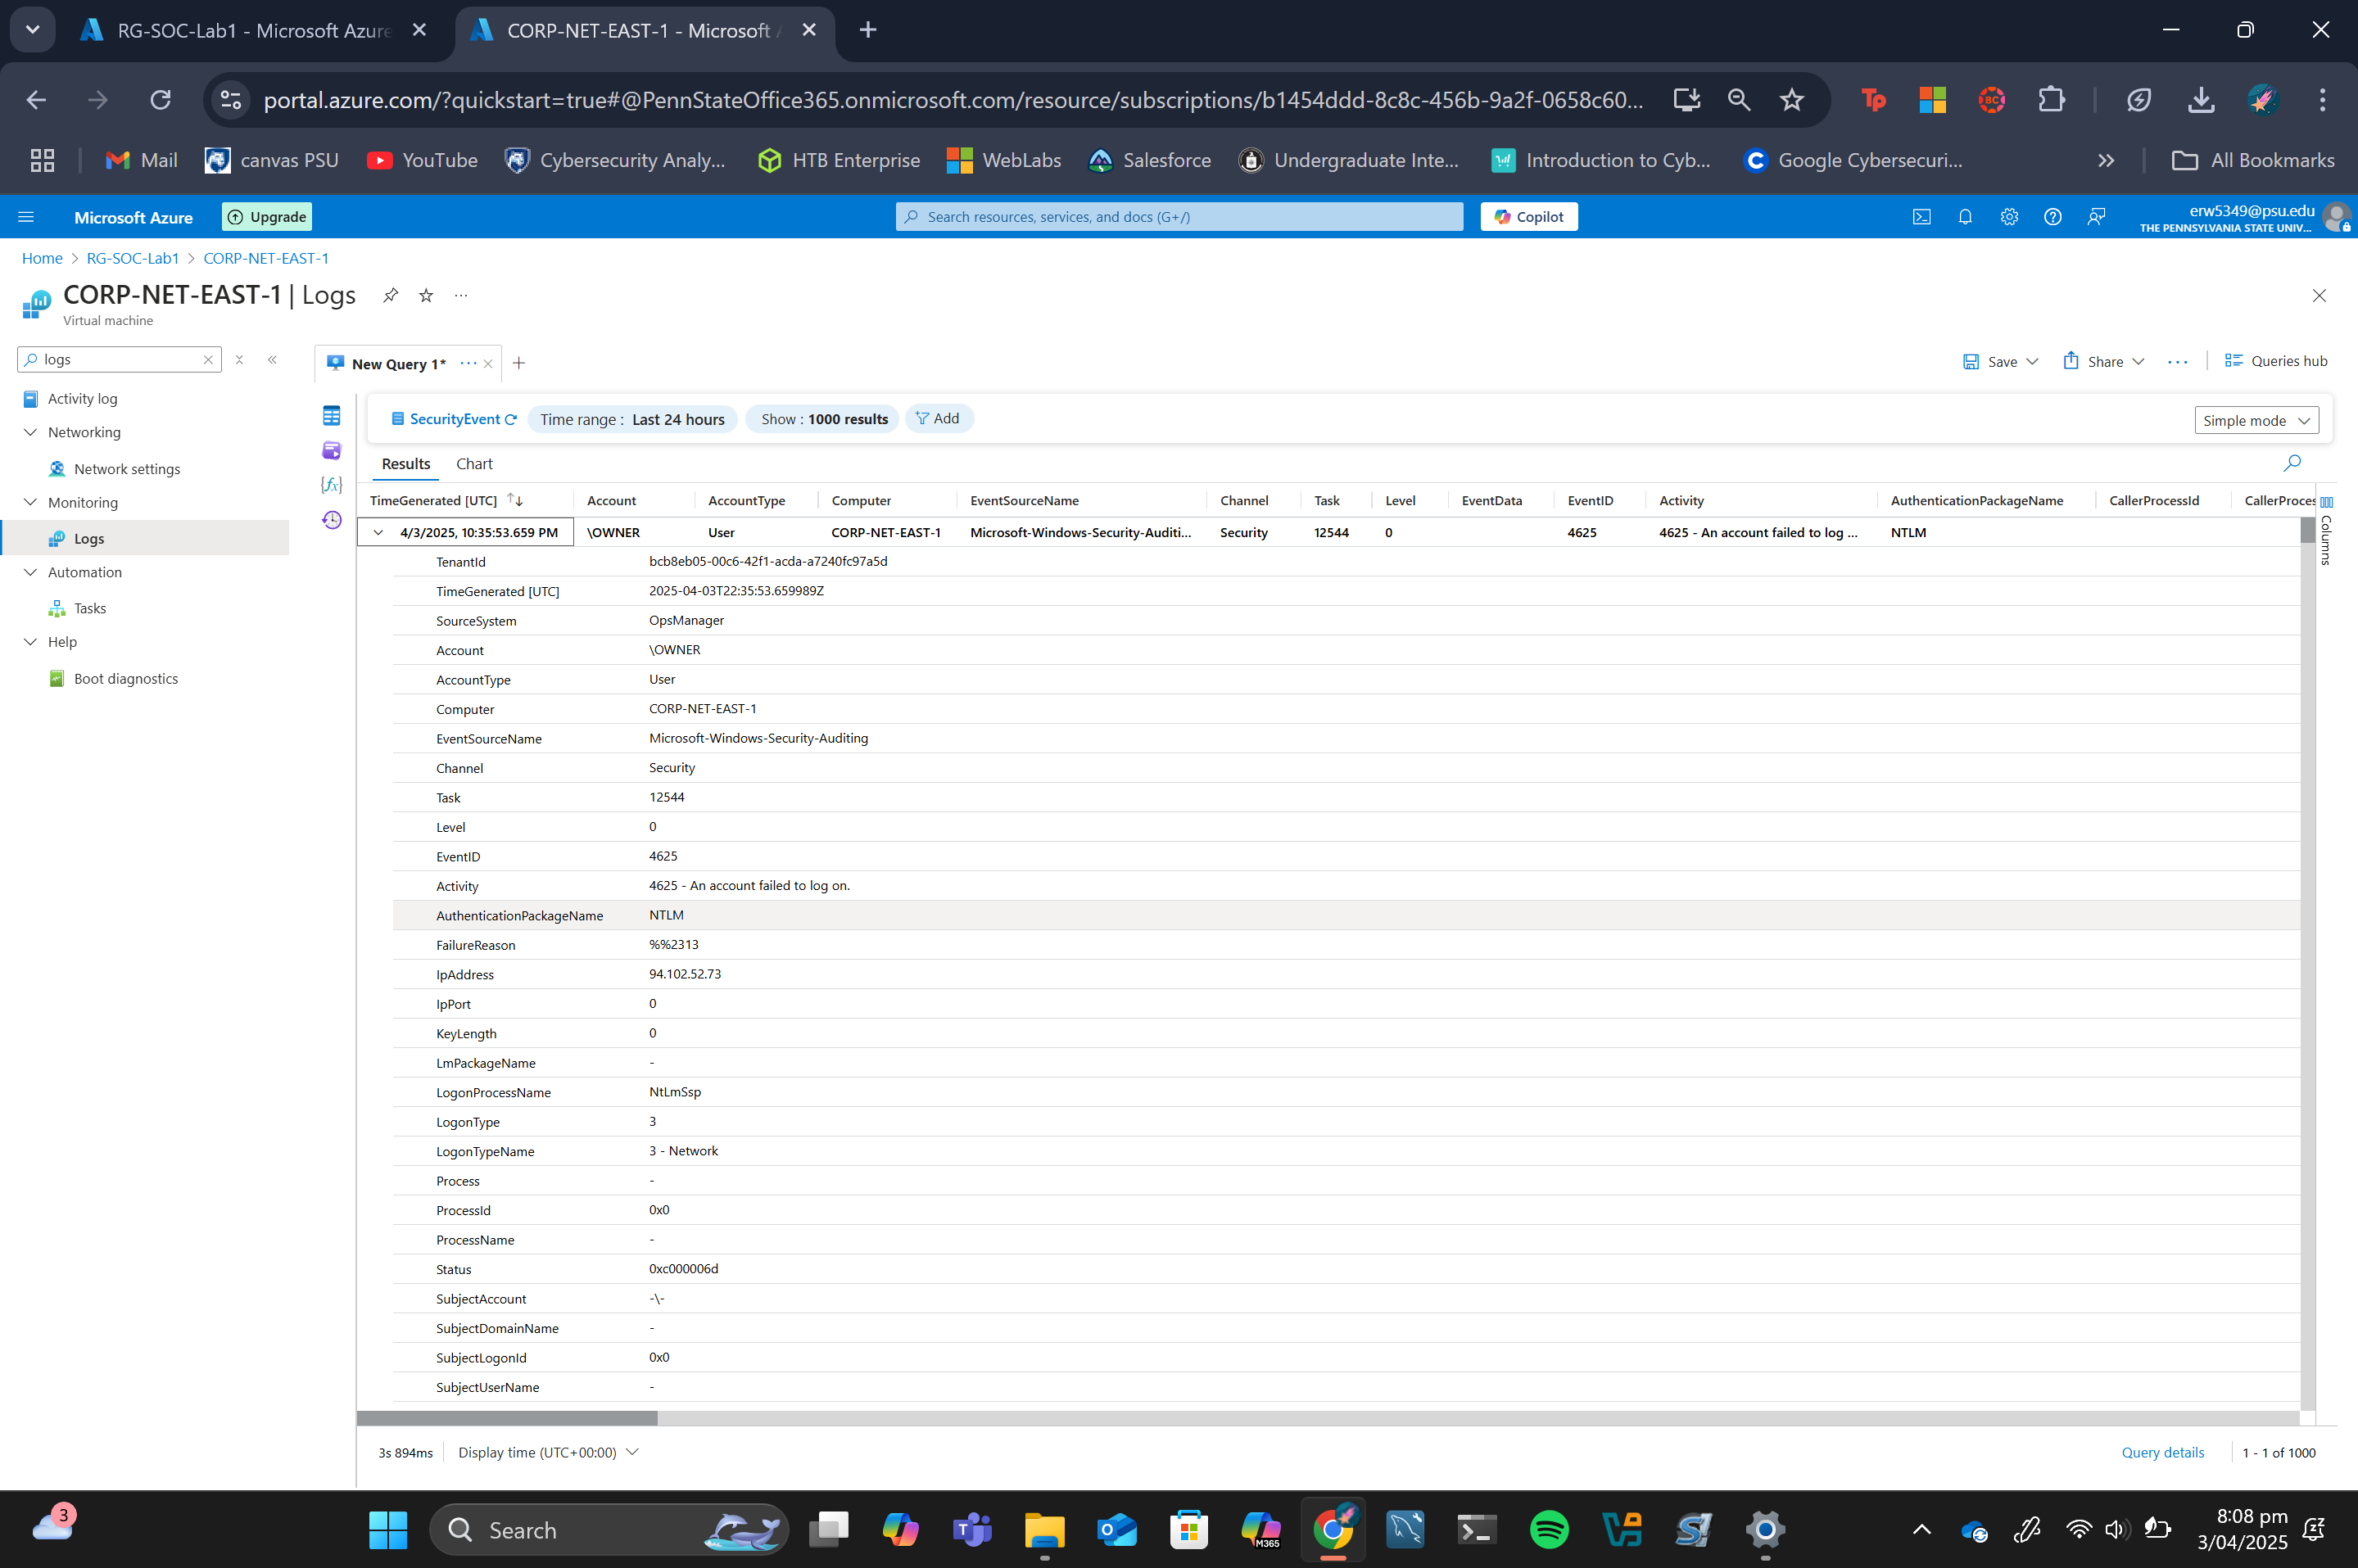 RG-SOC-Lab1 - Microsoft Azure
CORP-NET-EAST-1 - Microsoft A
portal.azure.com/?quickstart=true#@PennStateOffice365.onmicrosoft.com/resource/subscriptions/b1454ddd-8c8c-456b-9a2f-0658c60...
Mail canvas PSU YouTube Cybersecurity Analy... HTB Enterprise WebLabs Salesforce Undergraduate Inte... Introduction to Cyb... Google Cybersecuri... All Bookmarks
Microsoft Azure Upgrade Search resources, services, and docs (G+/) Copilot erw5349@psu.edu
THE PENNSYLVANIA STATE UNIV...
Home > RG-SOC-Lab1 > CORP-NET-EAST-1
CORP-NET-EAST-1 | Logs ...
Virtual machine
logs
Activity log
Networking
Network settings
Monitoring
Logs
Automation
Tasks
Help
Boot diagnostics
New Query 1* ... Save Share ... Queries hub
SecurityEvent Time range : Last 24 hours Show : 1000 results Add Simple mode
Results Chart
TimeGenerated [UTC] Account AccountType Computer EventSourceName Channel Task Level EventData EventID Activity AuthenticationPackageName CallerProcessId CallerProces
Columns
4/3/2025, 10:35:53.659 PM \OWNER User CORP-NET-EAST-1 Microsoft-Windows-Security-Auditi... Security 12544 0 4625 4625 - An account failed to log ... NTLM
TenantId bcb8eb05-00c6-42f1-acda-a7240fc97a5d
TimeGenerated [UTC] 2025-04-03T22:35:53.659989Z
SourceSystem OpsManager
Account \OWNER
AccountType User
Computer CORP-NET-EAST-1
EventSourceName Microsoft-Windows-Security-Auditing
Channel Security
Task 12544
Level 0
EventID 4625
Activity 4625 - An account failed to log on.
AuthenticationPackageName NTLM
FailureReason %%2313
IpAddress 94.102.52.73
IpPort 0
KeyLength 0
LmPackageName -
LogonProcessName NtLmSsp
LogonType 3
LogonTypeName 3 - Network
Process -
ProcessId 0x0
ProcessName -
Status 0xc000006d
SubjectAccount -\-
SubjectDomainName -
SubjectLogonId 0x0
SubjectUserName -
3s 894ms Display time (UTC+00:00) Query details 1 - 1 of 1000
3
Search
M365
8:08 pm
3/04/2025